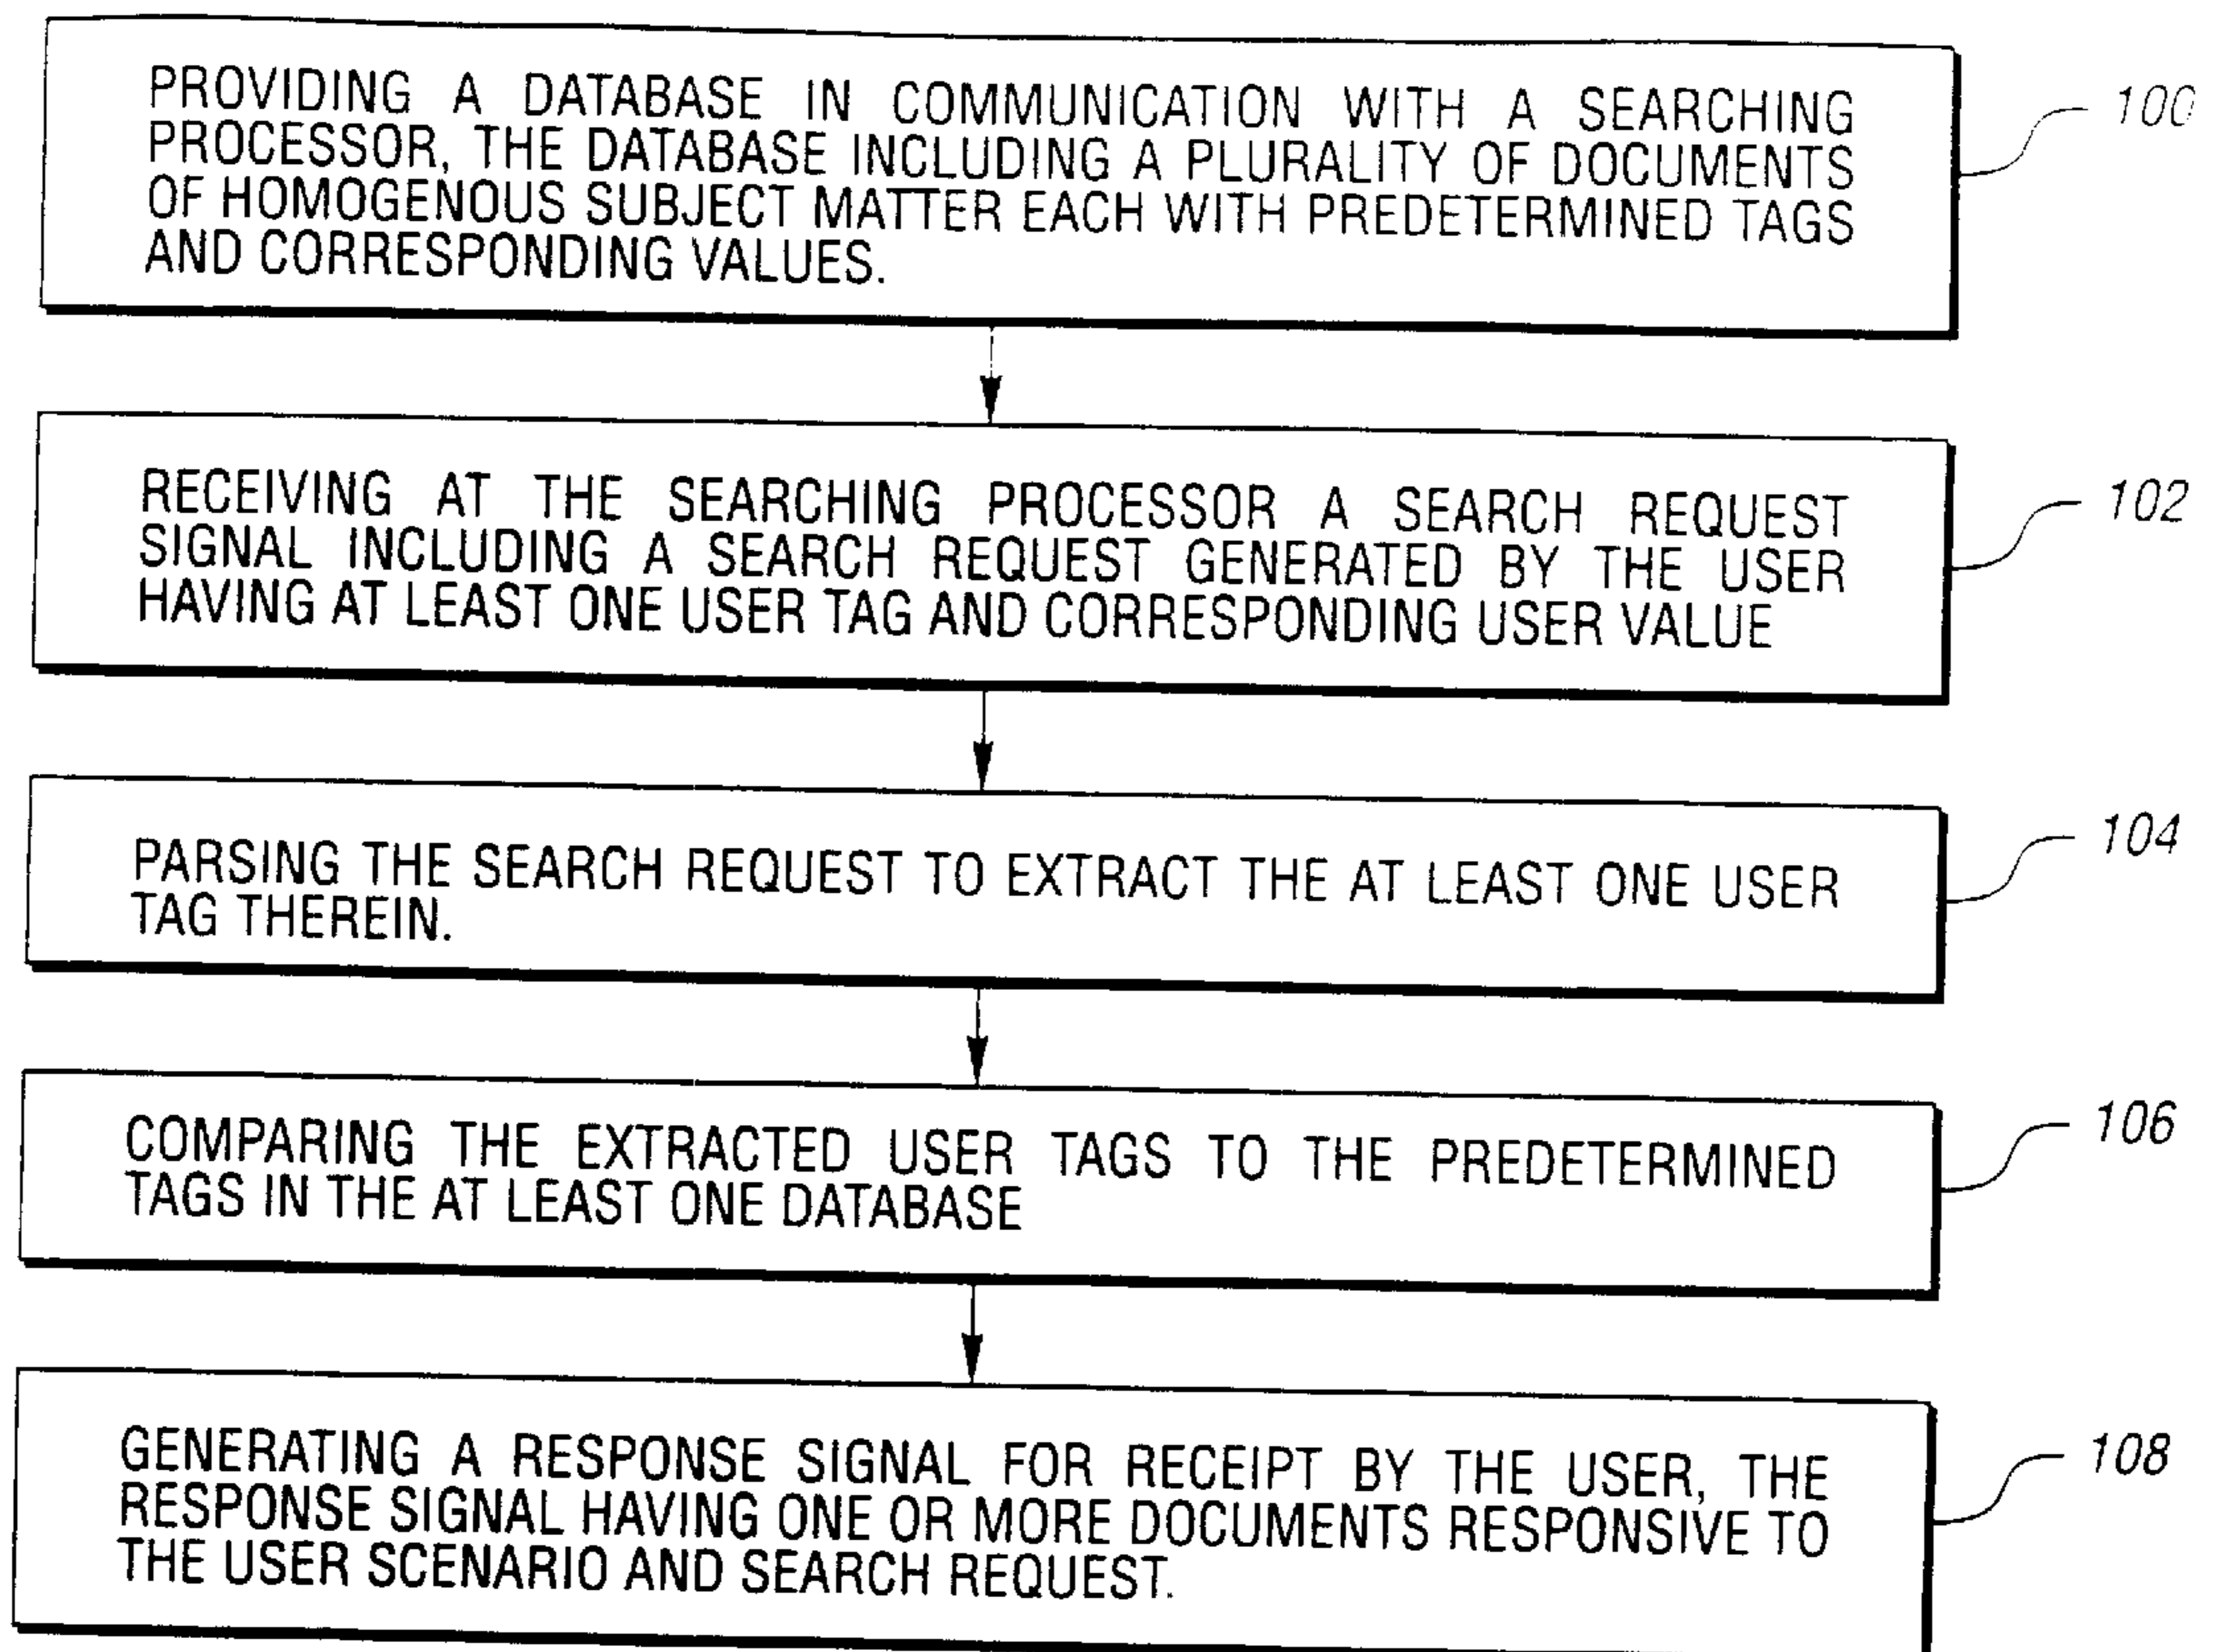 PROVIDING A DATABASE IN COMMUNICATION WITH A SEARCHING
PROCESSOR, THE DATABASE INCLUDING A PLURALITY OF DOCUMENTS
OF HOMOGENOUS SUBJECT MATTER EACH WITH PREDETERMINED TAGS
AND CORRESPONDING VALUES.
100
RECEIVING AT THE SEARCHING PROCESSOR A SEARCH REQUEST
SIGNAL INCLUDING A SEARCH REQUEST GENERATED BY THE USER
HAVING AT LEAST ONE USER TAG AND CORRESPONDING USER VALUE
102
PARSING THE SEARCH REQUEST TO EXTRACT THE AT LEAST ONE USER
TAG THEREIN.
104
COMPARING THE EXTRACTED USER TAGS TO THE PREDETERMINED
TAGS IN THE AT LEAST ONE DATABASE
106
GENERATING A RESPONSE SIGNAL FOR RECEIPT BY THE USER, THE
RESPONSE SIGNAL HAVING ONE OR MORE DOCUMENTS RESPONSIVE TO
THE USER SCENARIO AND SEARCH REQUEST.
108